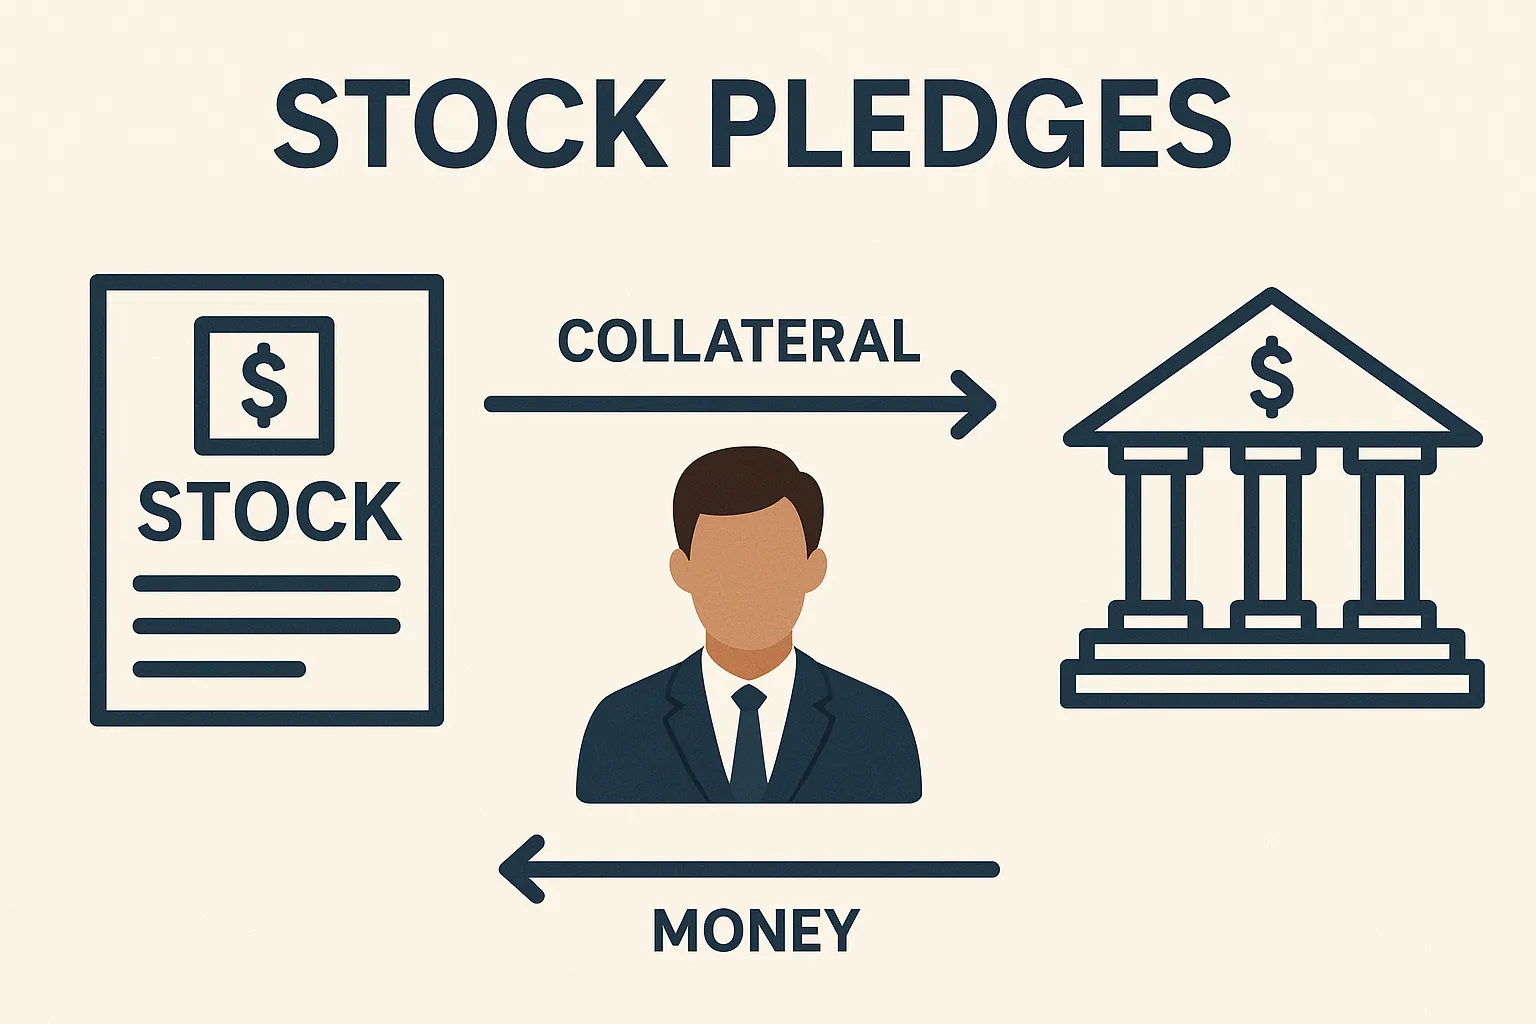 STOCK PLEDGES
$
STOCK
COLLATERAL
$
MONEY